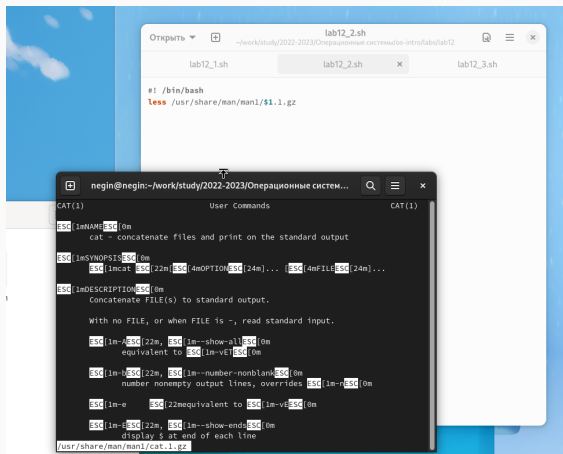 Открыть
lab12_2.sh
~/work/study/2022-2023/Операционные системы/os-intro/labs/lab12
lab12_1.sh lab12_2.sh × lab12_3.sh
#! /bin/bash
less /usr/share/man/man1/$1.1.gz
negin@negin:~/work/study/2022-2023/Операционные систем...
CAT(1) User Commands CAT(1)
ESC[1mNAMEESC[0m
cat - concatenate files and print on the standard output
ESC[1mSYNOPSISESC[0m
ESC[1mcat ESC[22m[ESC[4mOPTIONESC[24m]... [ESC[4mFILEESC[24m]...
ESC[1mDESCRIPTIONESC[0m
Concatenate FILE(s) to standard output.
With no FILE, or when FILE is -, read standard input.
ESC[1m-AESC[22m, ESC[1m--show-allESC[0m
equivalent to ESC[1m-vETESC[0m
ESC[1m-bESC[22m, ESC[1m--number-nonblankESC[0m
number nonempty output lines, overrides ESC[1m-nESC[0m
ESC[1m-e ESC[22mequivalent to ESC[1m-vEESC[0m
ESC[1m-EESC[22m, ESC[1m--show-endsESC[0m
display $ at end of each line
/usr/share/man/man1/cat.1.gz